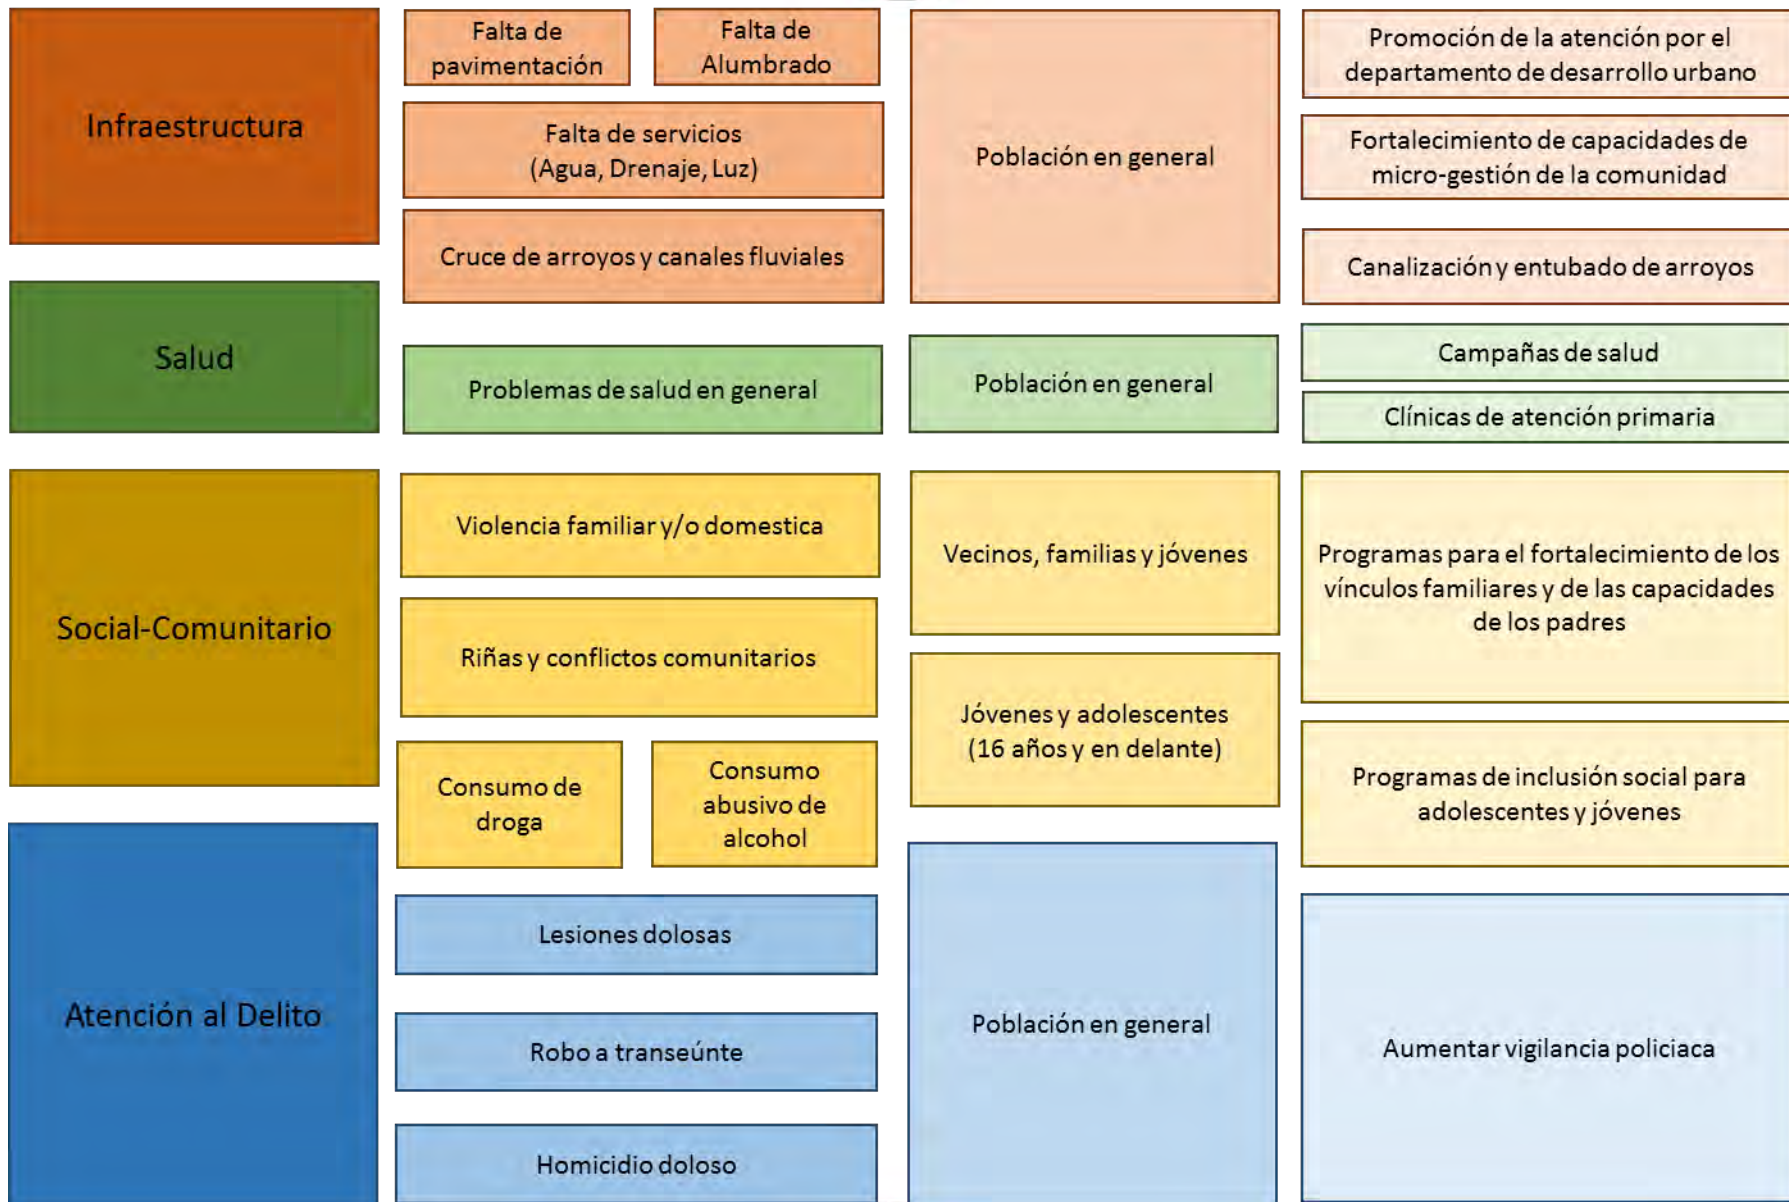 Infraestructura
Falta de
pavimentación
Falta de
Alumbrado
Falta de servicios
(Agua, Drenaje, Luz)
Cruce de arroyos y canales fluviales
Población en general
Promoción de la atención por el
departamento de desarrollo urbano
Fortalecimiento de capacidades de
micro-gestión de la comunidad
Canalización y entubado de arroyos
Salud
Problemas de salud en general
Población en general
Campañas de salud
Clínicas de atención primaria
Social-Comunitario
Violencia familiar y/o domestica
Riñas y conflictos comunitarios
Consumo de
droga
Consumo
abusivo de
alcohol
Vecinos, familias y jóvenes
Jóvenes y adolescentes
(16 años y en delante)
Programas para el fortalecimiento de los
vínculos familiares y de las capacidades
de los padres
Programas de inclusión social para
adolescentes y jóvenes
Atención al Delito
Lesiones dolosas
Robo a transeúnte
Homicidio doloso
Población en general
Aumentar vigilancia policiaca